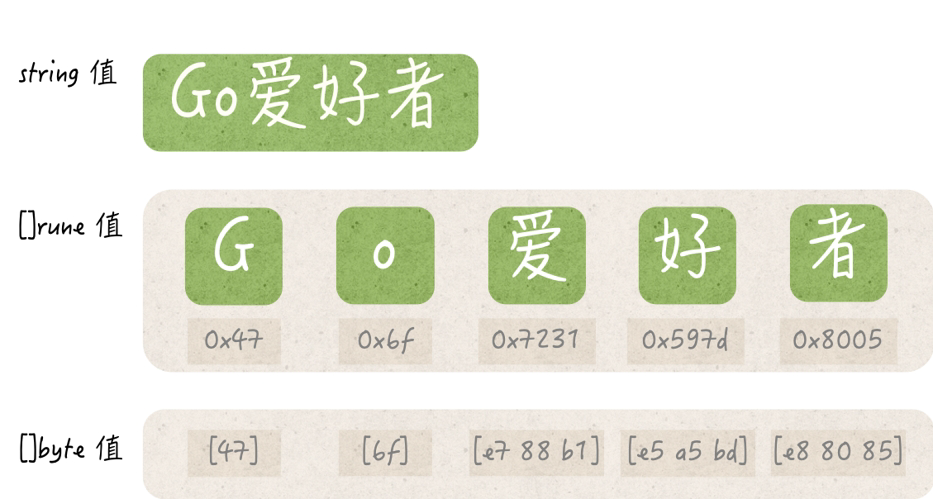 string 值
Go爱好者
[]rune 值
G o 爱 好 者
0x47 0x6f 0x7231 0x597d 0x8005
[]byte 值
[47] [6f] [e7 88 b1] [e5 a5 bd] [e8 80 85]